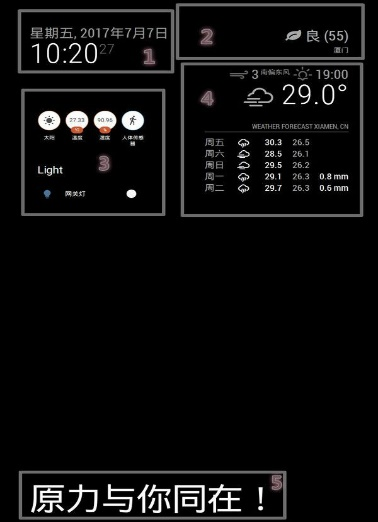 星期五, 2017年7月7日
10:20 27
1
2
良 (55)
厦门
4
3 南偏东风 19:00
29.0°
WEATHER FORECAST XIAMEN, CN
周五 30.3 26.5
周六 28.5 26.1
周日 29.5 26.2
周一 29.1 26.3 0.8 mm
周二 29.7 26.3 0.6 mm
27.33 90.96
°C %
太阳 温度 湿度 人体传感器
3
Light
网关灯
5
原力与你同在！